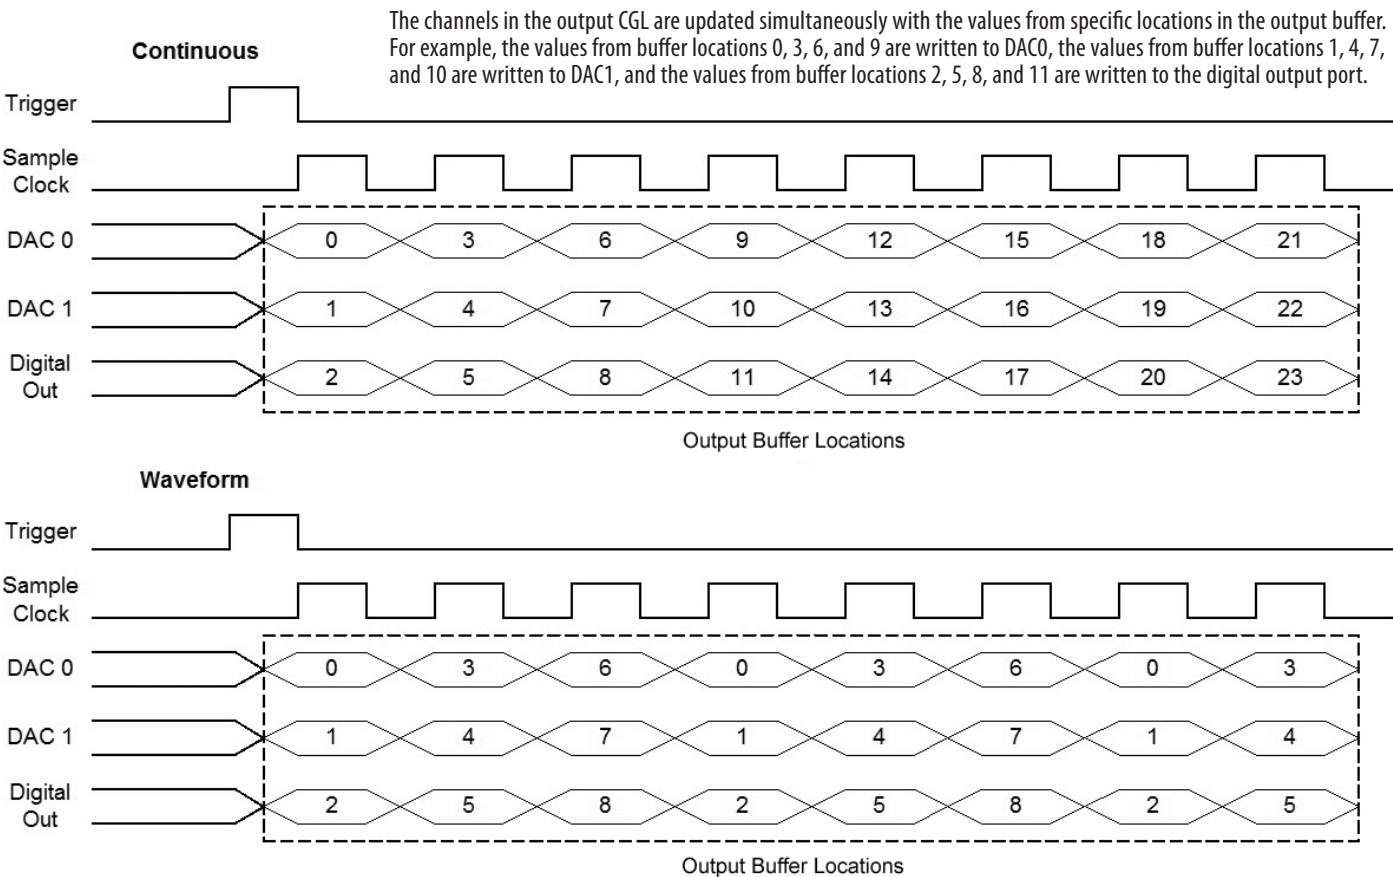 The channels in the output CGL are updated simultaneously with the values from specific locations in the output buffer.
For example, the values from buffer locations 0, 3, 6, and 9 are written to DAC0, the values from buffer locations 1, 4, 7,
and 10 are written to DAC1, and the values from buffer locations 2, 5, 8, and 11 are written to the digital output port.
Continuous
Trigger
Sample
Clock
DAC 0 0 3 6 9 12 15 18 21
DAC 1 1 4 7 10 13 16 19 22
Digital
Out 2 5 8 11 14 17 20 23
Output Buffer Locations
Waveform
Trigger
Sample
Clock
DAC 0 0 3 6 0 3 6 0 3
DAC 1 1 4 7 1 4 7 1 4
Digital
Out 2 5 8 2 5 8 2 5
Output Buffer Locations